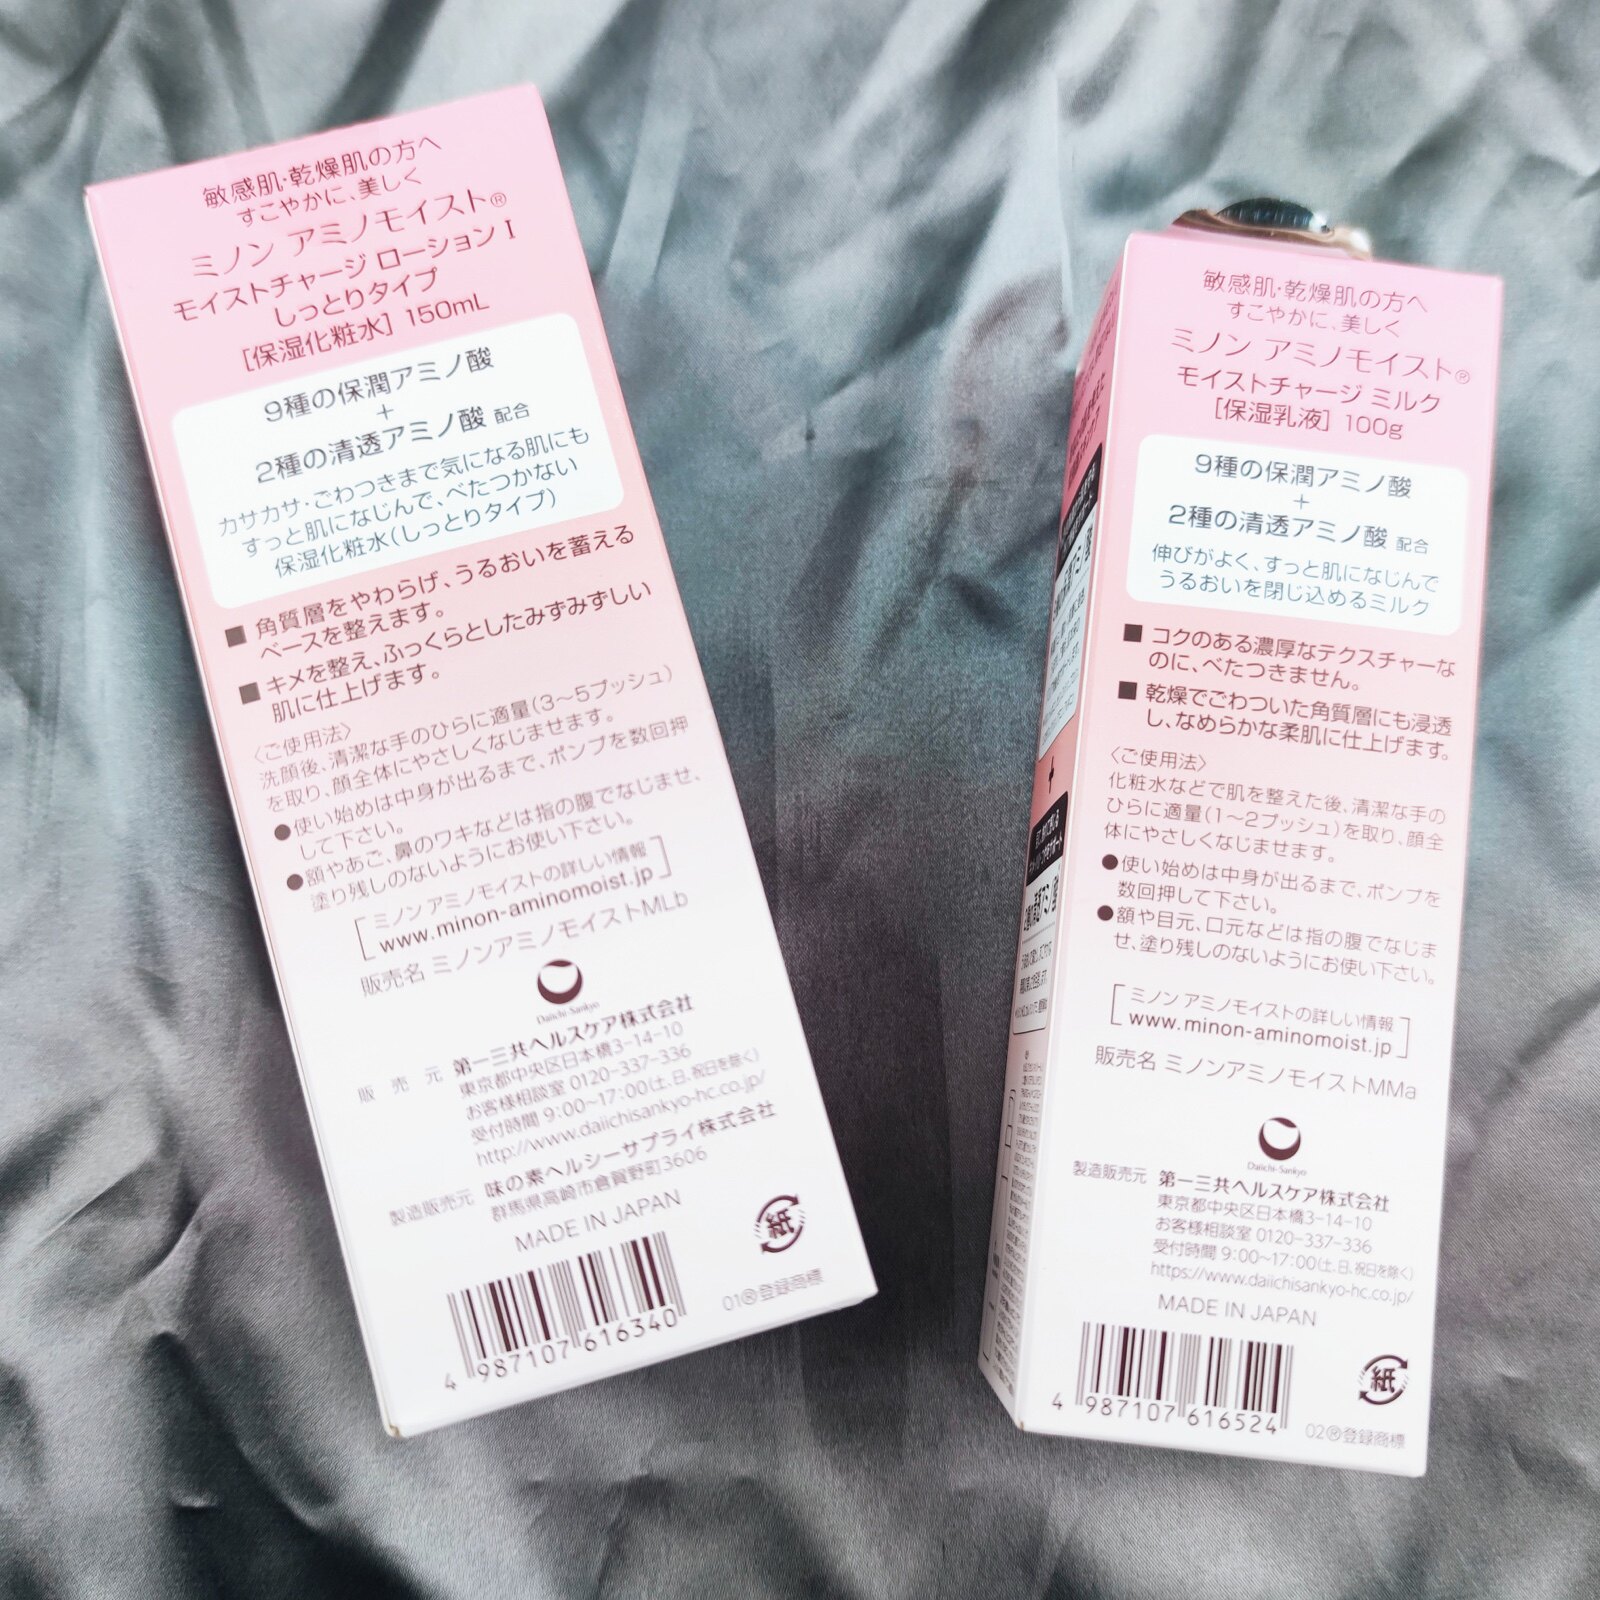 敏感肌・乾燥肌の方へ
すこやかに、美しく
ミノン アミノモイスト®
モイストチャージ ローション I
しっとりタイプ
[保湿化粧水] 150mL
9種の保潤アミノ酸
+
2種の清透アミノ酸 配合
カサカサ・ごわつきまで気になる肌にも
すっと肌になじんで、べたつかない
保湿化粧水(しっとりタイプ)
■ 角質層をやわらげ、うるおいを蓄える
ベースを整えます。
■ キメを整え、ふっくらとしたみずみずしい
肌に仕上げます。
〈ご使用法〉
洗顔後、清潔な手のひらに適量(3〜5プッシュ)
を取り、顔全体にやさしくなじませます。
●使い始めは中身が出るまで、ポンプを数回押
して下さい。
●額やあご、鼻のワキなどは指の腹でなじませ、
塗り残しのないようにお使い下さい。
[ミノン アミノモイストの詳しい情報
www.minon-aminomoist.jp]
販売名 ミノンアミノモイストMLb
Daiichi-Sankyo
販売元 第一三共ヘルスケア株式会社
東京都中央区日本橋3-14-10
お客様相談室 0120-337-336
受付時間 9:00~17:00(土、日、祝日を除く)
http://www.daiichisankyo-hc.co.jp/
製造販売元 味の素ヘルシーサプライ株式会社
群馬県高崎市倉賀野町3606
MADE IN JAPAN
紙
4 987107 616340
01®登録商標
敏感肌・乾燥肌の方へ
すこやかに、美しく
ミノン アミノモイスト®
モイストチャージ ミルク
[保湿乳液] 100g
9種の保潤アミノ酸
+
2種の清透アミノ酸 配合
伸びがよく、すっと肌になじんで
うるおいを閉じ込めるミルク
■ コクのある濃厚なテクスチャーな
のに、べたつきません。
■ 乾燥でごわついた角質層にも浸透
し、なめらかな柔肌に仕上げます。
〈ご使用法〉
化粧水などで肌を整えた後、清潔な手の
ひらに適量(1〜2プッシュ)を取り、顔全
体にやさしくなじませます。
●使い始めは中身が出るまで、ポンプを
数回押して下さい。
●額や目元、口元などは指の腹でなじま
せ、塗り残しのないようにお使い下さい。
[ミノン アミノモイストの詳しい情報
www.minon-aminomoist.jp]
販売名 ミノンアミノモイストMMa
Daiichi-Sankyo
製造販売元 第一三共ヘルスケア株式会社
東京都中央区日本橋3-14-10
お客様相談室 0120-337-336
受付時間 9:00~17:00(土、日、祝日を除く)
https://www.daiichisankyo-hc.co.jp/
MADE IN JAPAN
紙
4 987107 616524
02®登録商標